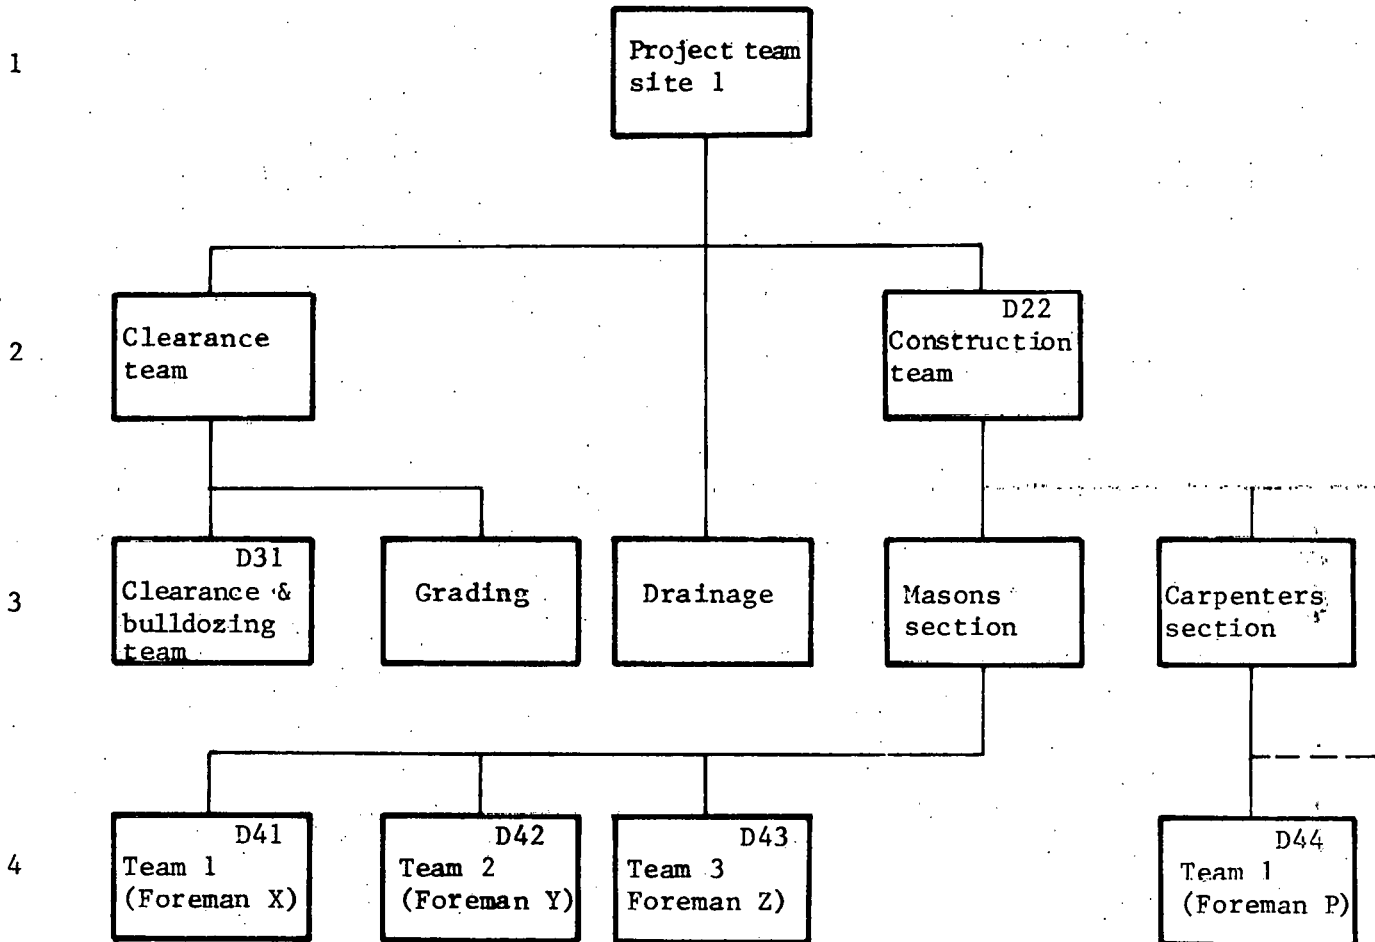 1
Project team
site 1
2
Clearance
team
D22
Construction
team
3
D31
Clearance &
bulldozing
team
Grading
Drainage
Masons
section
Carpenters
section
4
D41
Team 1
(Foreman X)
D42
Team 2
(Foreman Y)
D43
Team 3
Foreman Z)
D44
Team 1
(Foreman P)